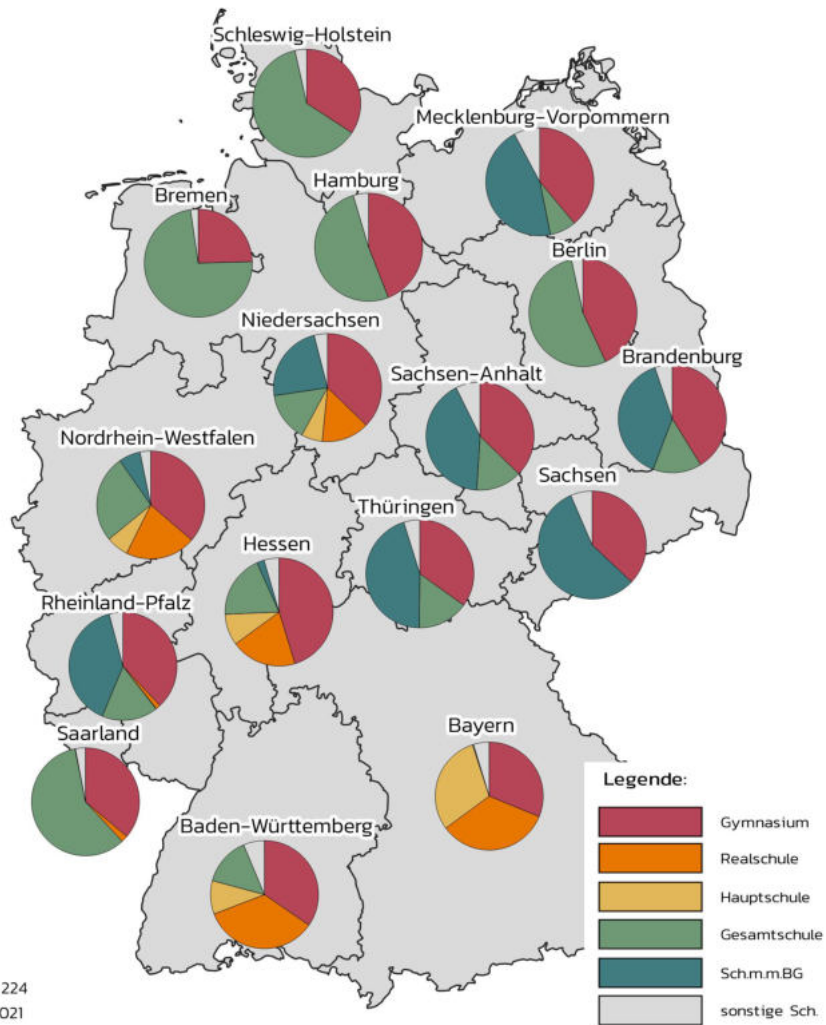 Schleswig-Holstein
Mecklenburg-Vorpommern
Hamburg
Bremen
Berlin
Niedersachsen
Brandenburg
Sachsen-Anhalt
Nordrhein-Westfalen
Sachsen
Thüringen
Hessen
Rheinland-Pfalz
Bayern
Saarland
Baden-Württemberg
Legende:
Gymnasium
Realschule
Hauptschule
Gesamtschule
Sch.m.m.BG
sonstige Sch.
224
021